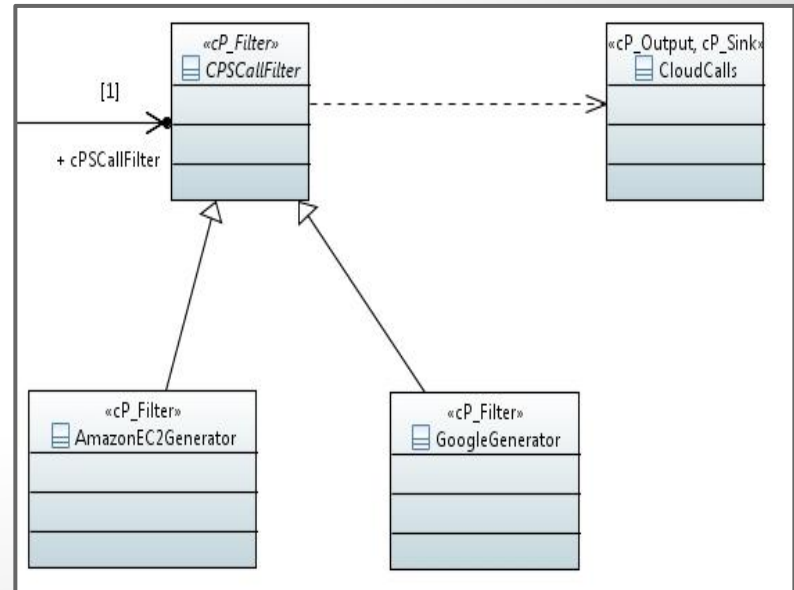 «cP_Filter»
CPSCallFilter
«cP_Output, cP_Sink»
CloudCalls
[1]
+ cPSCallFilter
«cP_Filter»
AmazonEC2Generator
«cP_Filter»
GoogleGenerator